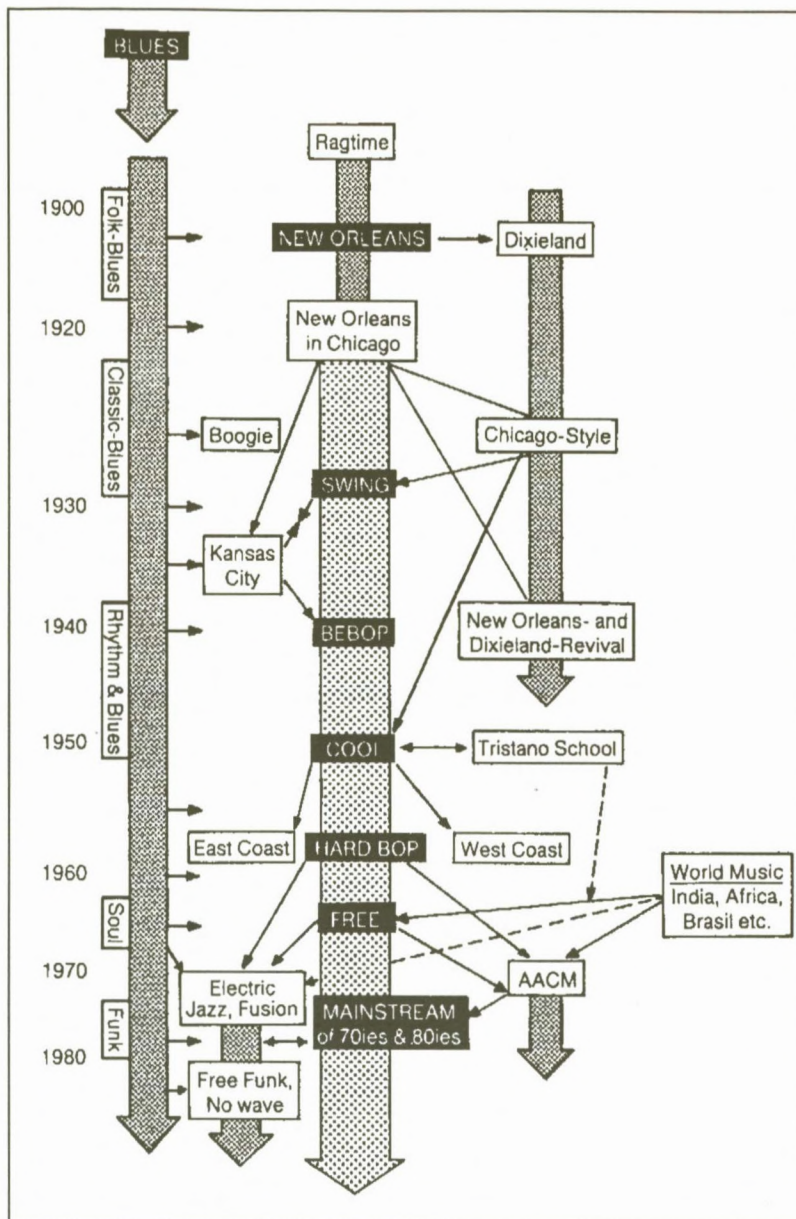 BLUES
Ragtime
1900
Folk-Blues
NEW ORLEANS
Dixieland
1920
New Orleans
in Chicago
Classic-Blues
Boogie
Chicago-Style
SWING
1930
Kansas
City
1940
Rhythm & Blues
BEBOP
New Orleans- and
Dixieland-Revival
1950
COOL
Tristano School
East Coast
HARD BOP
West Coast
1960
World Music
India, Africa,
Brasil etc.
Soul
FREE
1970
Electric
Jazz, Fusion
AACM
MAINSTREAM
of 70ies & 80ies
Funk
1980
Free Funk,
No wave